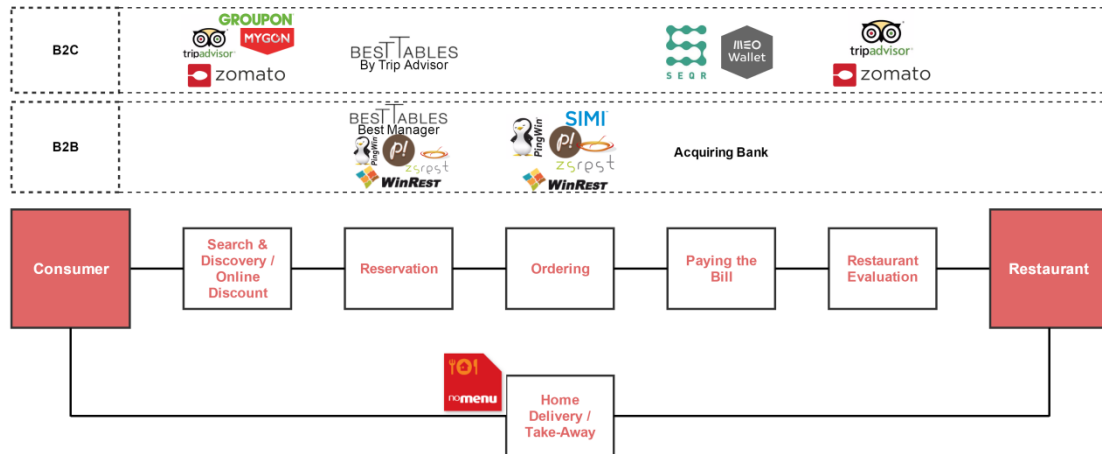 B2C
GROUPON
tripadvisor
MYGON
zomato
BESTTABLES
By Trip Advisor
SEQR
MEO
Wallet
tripadvisor
zomato
B2B
BESTTABLES
Best Manager
PingWin
p!
zsrest
WinRest
SIMI
PingWin
p!
zsrest
WinRest
Acquiring Bank
Consumer
Search &
Discovery /
Online
Discount
Reservation
Ordering
Paying the
Bill
Restaurant
Evaluation
Restaurant
nomenu
Home
Delivery /
Take-Away